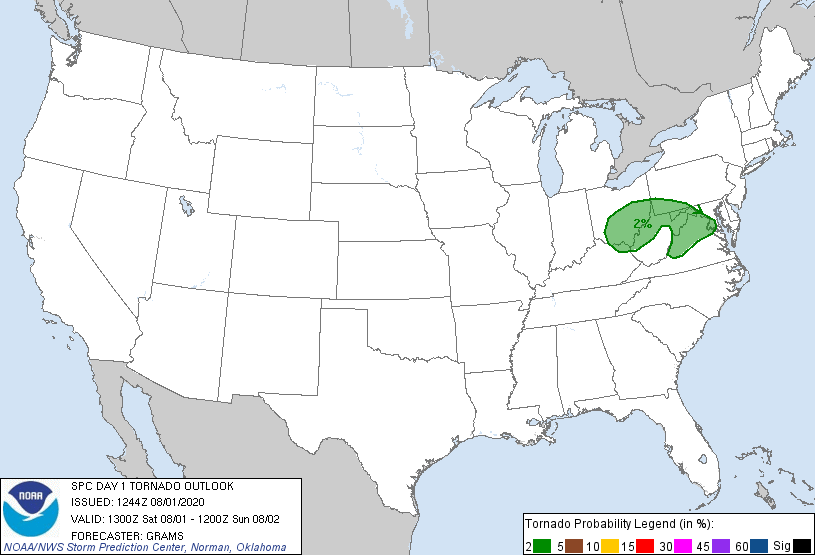 2%
NOAA
SPC DAY 1 TORNADO OUTLOOK
ISSUED: 1244Z 08/01/2020
VALID: 1300Z Sat 08/01 - 1200Z Sun 08/02
FORECASTER: GRAMS
NOAA/NWS Storm Prediction Center, Norman, Oklahoma
Tornado Probability Legend (in %):
2 5 10 15 30 45 60 Sig